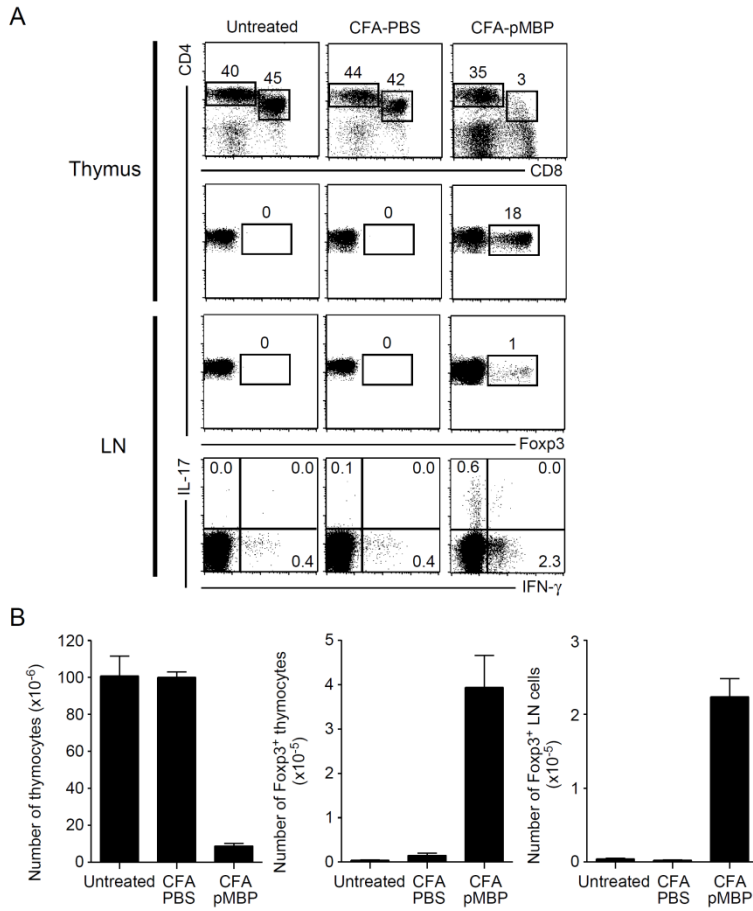 A
Untreated CFA-PBS CFA-pMBP
CD4
40 45 44 42 35 3
Thymus
CD8
0 0 18
0 0 1
LN
Foxp3
IL-17
0.0 0.0 0.1 0.0 0.6 0.0
0.4 0.4 2.3
IFN-γ
B
Number of thymocytes (x10⁻⁶)
120
100
80
60
40
20
0
Untreated CFA PBS CFA pMBP
Number of Foxp3⁺ thymocytes (x10⁻⁵)
5
4
3
2
1
0
Untreated CFA PBS CFA pMBP
Number of Foxp3⁺ LN cells (x10⁻⁵)
3
2
1
0
Untreated CFA PBS CFA pMBP